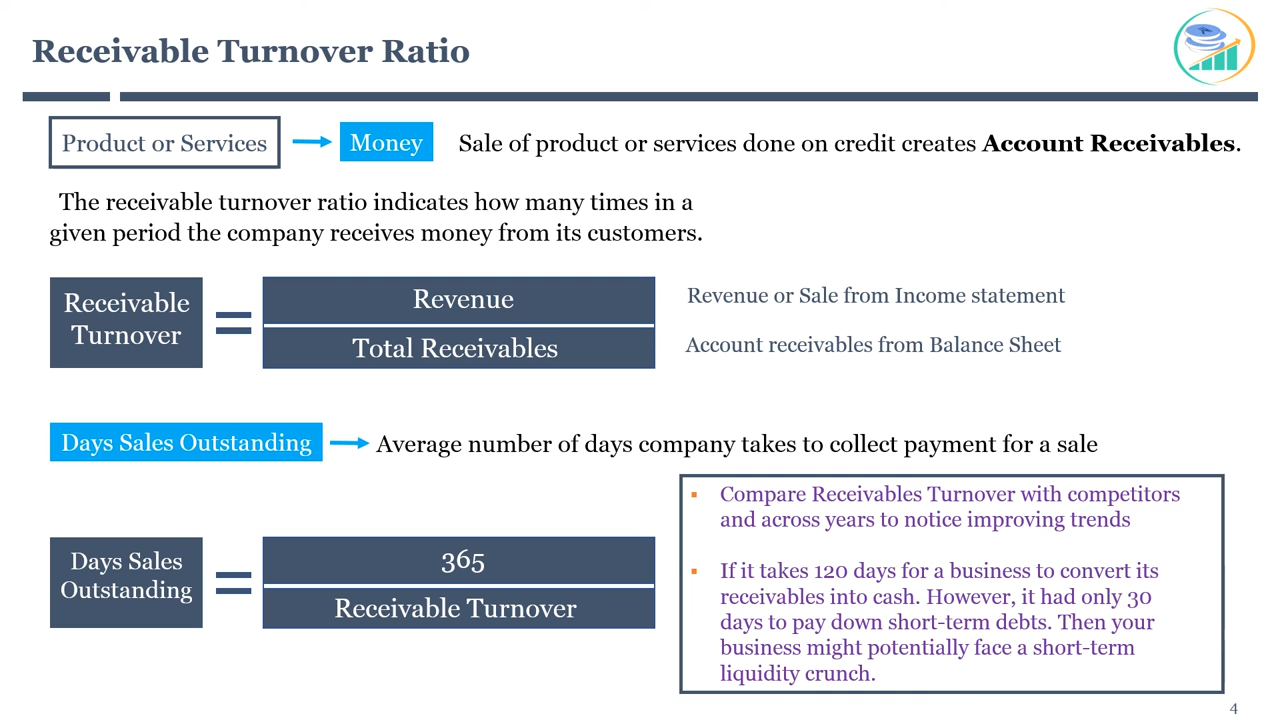 Receivable Turnover Ratio
Product or Services
Money
Sale of product or services done on credit creates Account Receivables.
The receivable turnover ratio indicates how many times in a
given period the company receives money from its customers.
Receivable
Turnover
=
Revenue
Total Receivables
Revenue or Sale from Income statement
Account receivables from Balance Sheet
Days Sales Outstanding
Average number of days company takes to collect payment for a sale
Days Sales
Outstanding
=
365
Receivable Turnover
▪ Compare Receivables Turnover with competitors
and across years to notice improving trends
▪ If it takes 120 days for a business to convert its
receivables into cash. However, it had only 30
days to pay down short-term debts. Then your
business might potentially face a short-term
liquidity crunch.
4